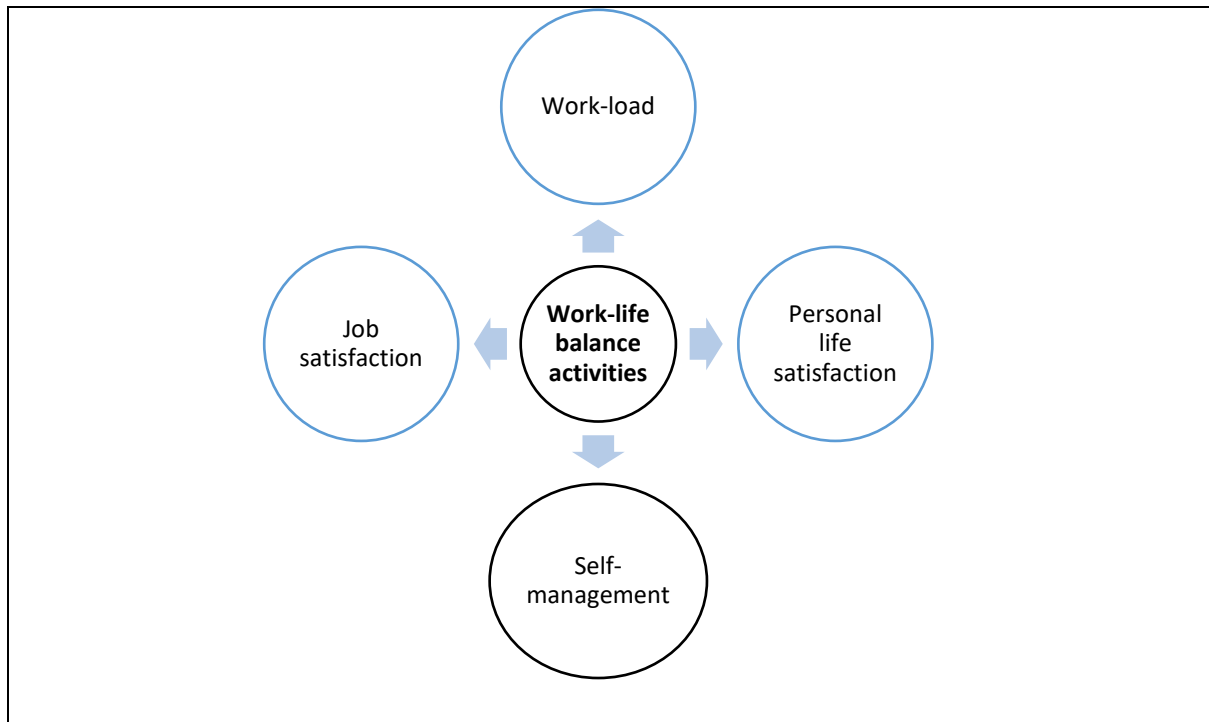 Work-load
Job
satisfaction
Work-life
balance
activities
Personal
life
satisfaction
Self-
management